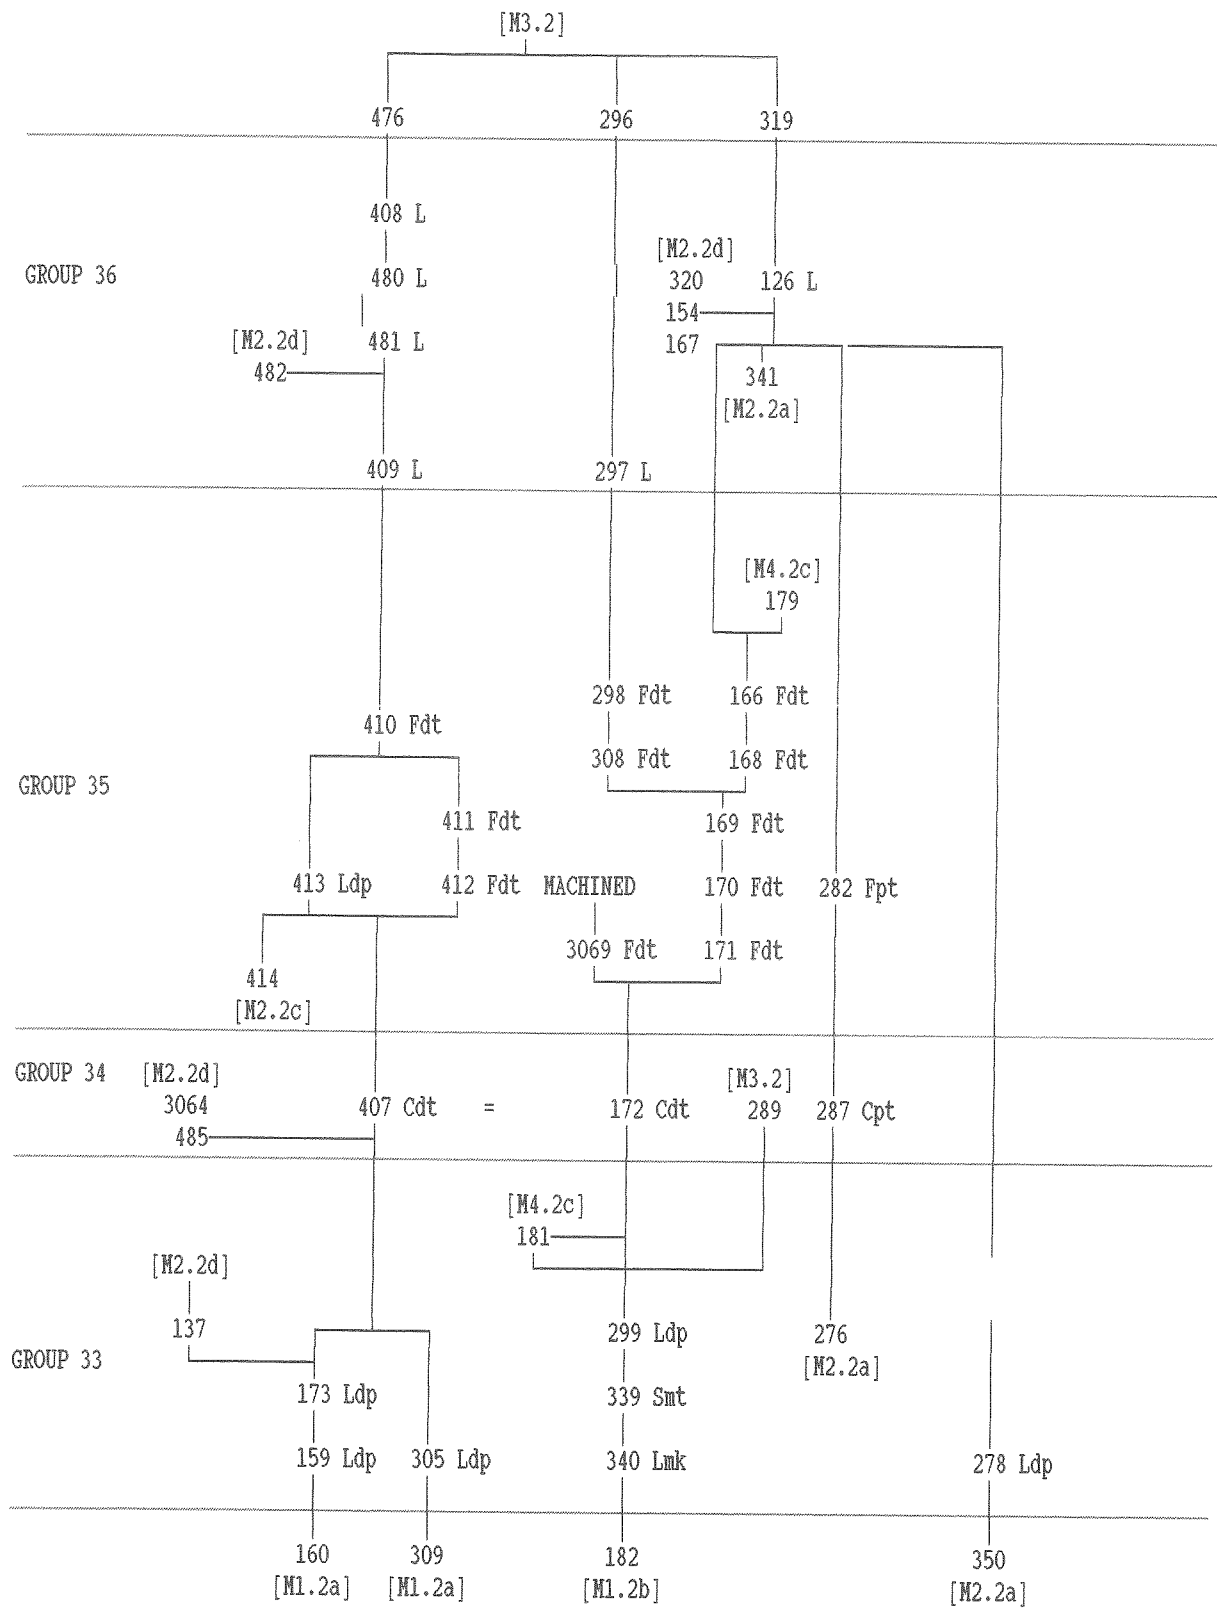 [M3.2]
476 296 319
408 L
[M2.2d]
GROUP 36 480 L 320 126 L
154
[M2.2d] 481 L 167
482 341
[M2.2a]
409 L 297 L
[M4.2c]
179
298 Fdt 166 Fdt
410 Fdt
308 Fdt 168 Fdt
GROUP 35
411 Fdt 169 Fdt
413 Ldp 412 Fdt MACHINED 170 Fdt 282 Fpt
3069 Fdt 171 Fdt
414
[M2.2c]
GROUP 34 [M2.2d] [M3.2]
3064 407 Cdt = 172 Cdt 289 287 Cpt
485
[M4.2c]
181
[M2.2d]
137 299 Ldp 276
GROUP 33 [M2.2a]
173 Ldp 339 Smt
159 Ldp 305 Ldp 340 Lmk 278 Ldp
160 309 182 350
[M1.2a] [M1.2a] [M1.2b] [M2.2a]